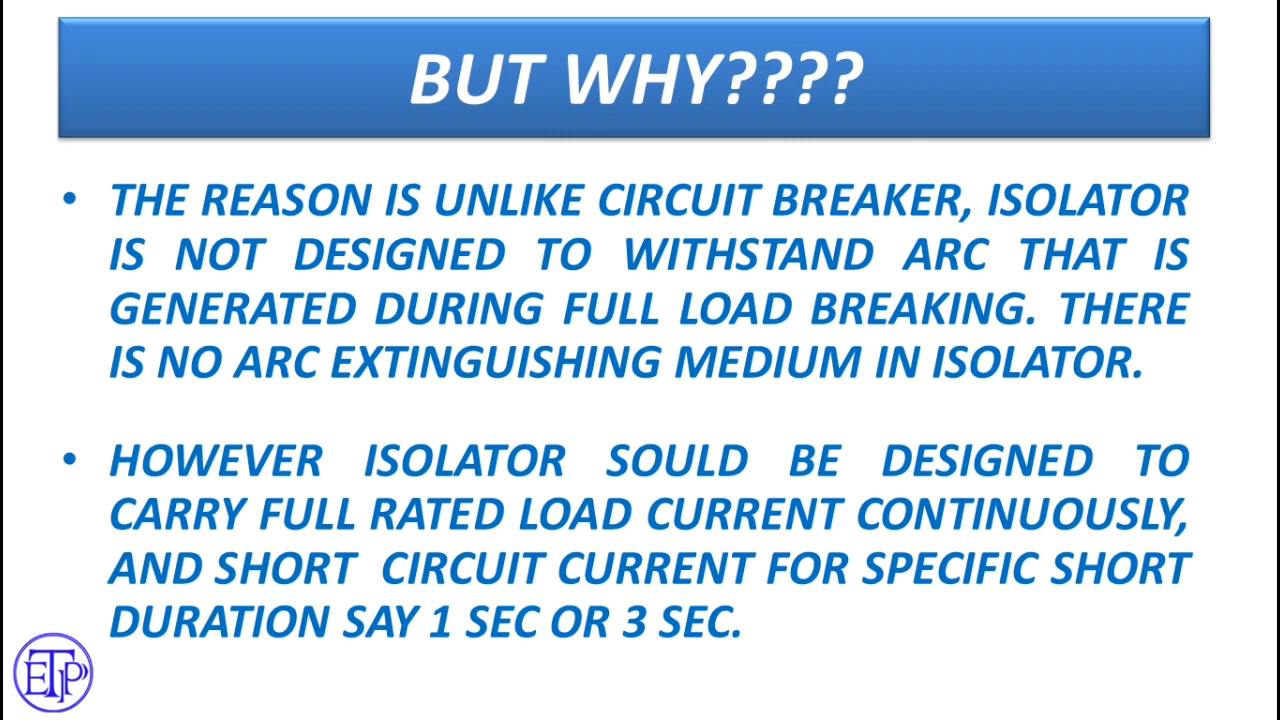 BUT WHY????
• THE REASON IS UNLIKE CIRCUIT BREAKER, ISOLATOR
IS NOT DESIGNED TO WITHSTAND ARC THAT IS
GENERATED DURING FULL LOAD BREAKING. THERE
IS NO ARC EXTINGUISHING MEDIUM IN ISOLATOR.
• HOWEVER ISOLATOR SOULD BE DESIGNED TO
CARRY FULL RATED LOAD CURRENT CONTINUOUSLY,
AND SHORT CIRCUIT CURRENT FOR SPECIFIC SHORT
DURATION SAY 1 SEC OR 3 SEC.